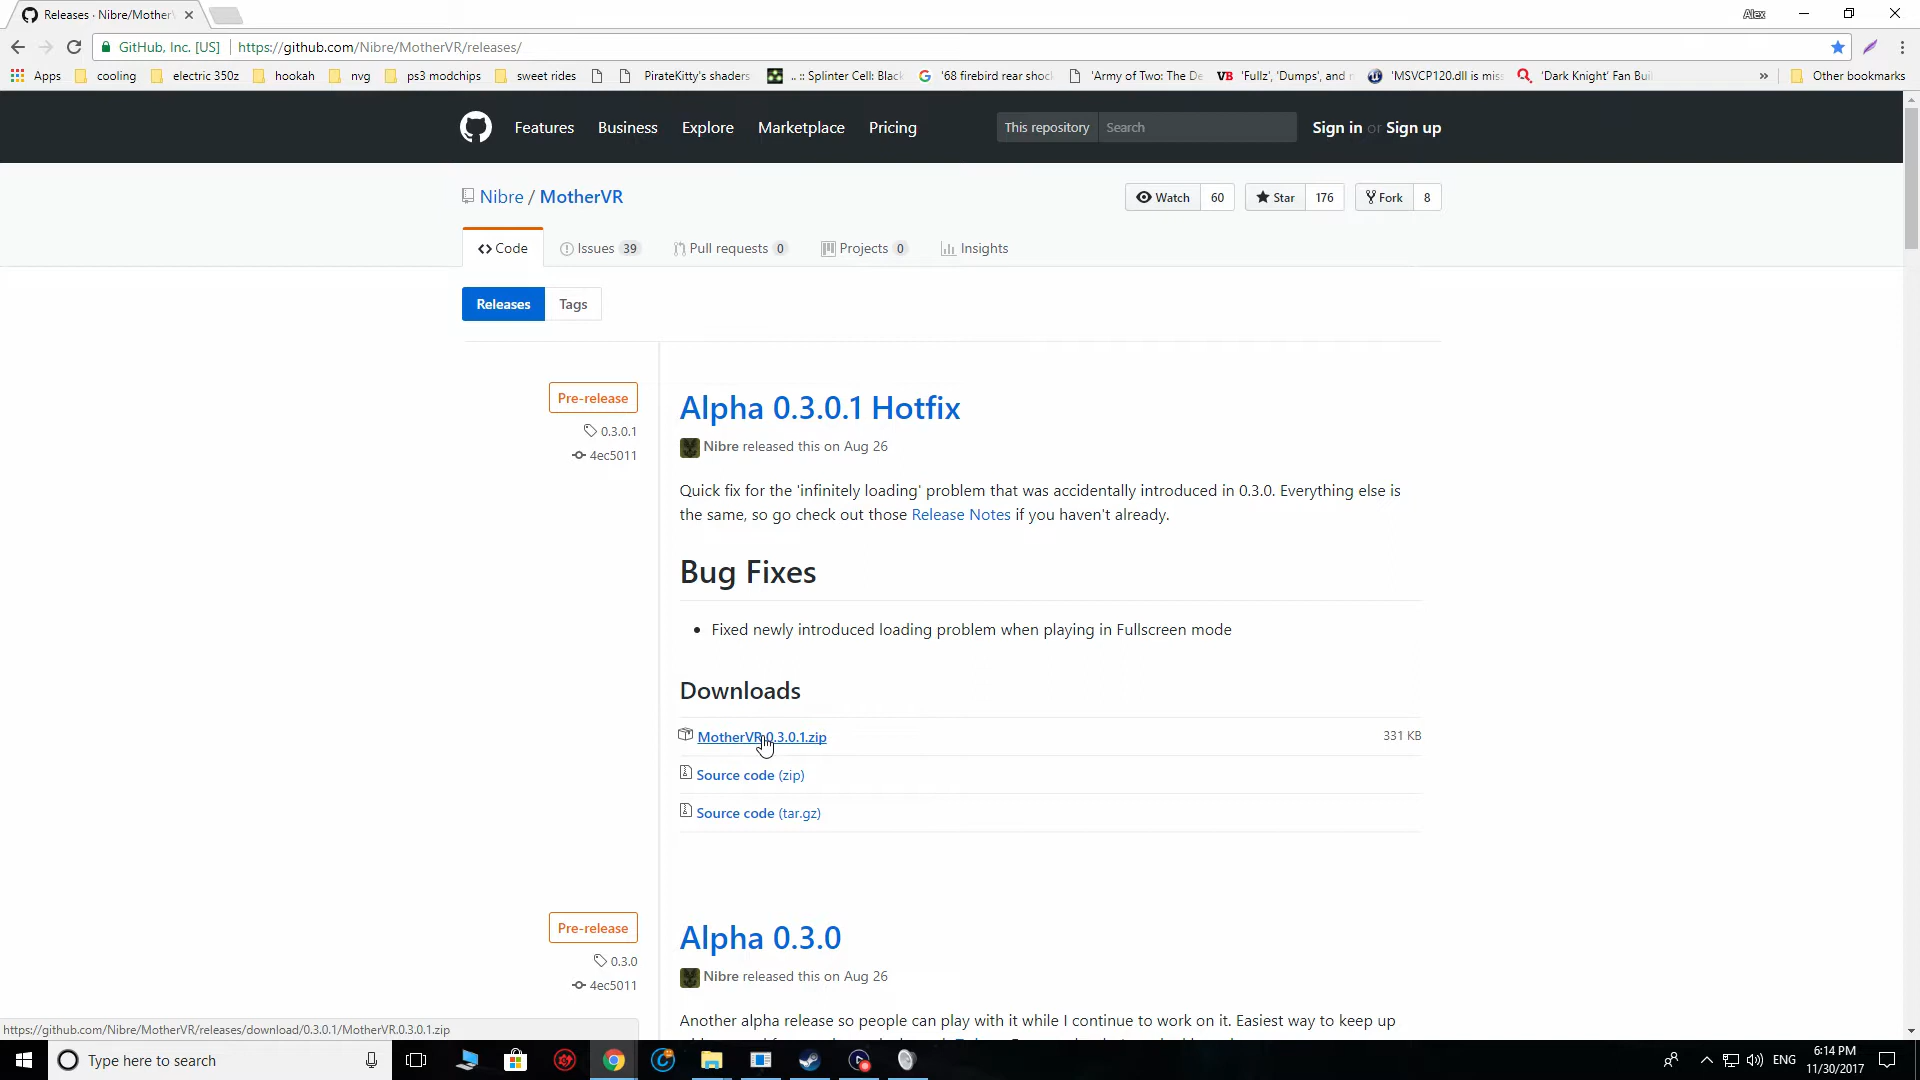 Releases · Nibre/Mother
Alex
GitHub, Inc. [US] https://github.com/Nibre/MotherVR/releases/
Apps cooling electric 350z hookah nvg ps3 modchips sweet rides PirateKitty's shaders .. :: Splinter Cell: Blac '68 firebird rear shoc 'Army of Two: The De VB 'Fullz', 'Dumps', and 'MSVCP120.dll is mis 'Dark Knight' Fan Bui » Other bookmarks
Features Business Explore Marketplace Pricing This repository Search Sign in or Sign up
Nibre / MotherVR Watch 60 Star 176 Fork 8
Code Issues 39 Pull requests 0 Projects 0 Insights
Releases Tags
Pre-release
0.3.0.1
4ec5011
Alpha 0.3.0.1 Hotfix
Nibre released this on Aug 26
Quick fix for the 'infinitely loading' problem that was accidentally introduced in 0.3.0. Everything else is
the same, so go check out those Release Notes if you haven't already.
Bug Fixes
• Fixed newly introduced loading problem when playing in Fullscreen mode
Downloads
MotherVR.0.3.0.1.zip 331 KB
Source code (zip)
Source code (tar.gz)
Pre-release
0.3.0
4ec5011
Alpha 0.3.0
Nibre released this on Aug 26
Another alpha release so people can play with it while I continue to work on it. Easiest way to keep up
https://github.com/Nibre/MotherVR/releases/download/0.3.0.1/MotherVR.0.3.0.1.zip
Type here to search
ENG
6:14 PM
11/30/2017